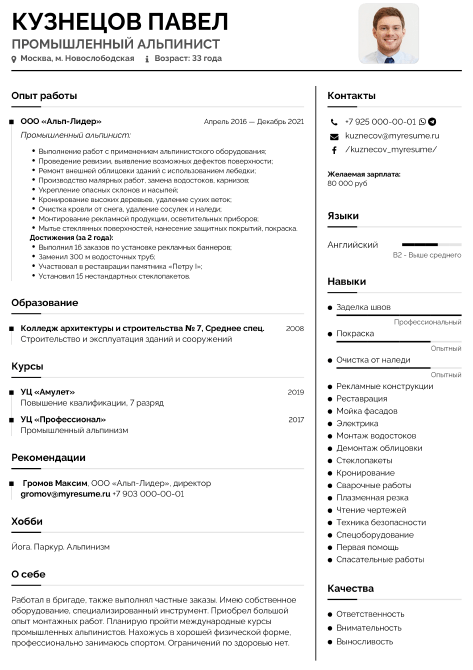 КУЗНЕЦОВ ПАВЕЛ
ПРОМЫШЛЕННЫЙ АЛЬПИНИСТ
Москва, м. Новослободская Возраст: 33 года
Опыт работы
ООО «Альп-Лидер» Апрель 2016 — Декабрь 2021
Промышленный альпинист:
Выполнение работ с применением альпинистского оборудования;
Проведение ревизии, выявление возможных дефектов поверхности;
Ремонт внешней облицовки зданий с использованием лебедки;
Производство малярных работ, замена водостоков, карнизов;
Укрепление опасных склонов и насыпей;
Кронирование высоких деревьев, удаление сухих веток;
Очистка кровли от снега, удаление сосулек и наледи;
Монтирование рекламной продукции, осветительных приборов;
Мытье стеклянных поверхностей, нанесение защитных покрытий, покраска.
Достижения (за 2 года):
Выполнил 16 заказов по установке рекламных баннеров;
Заменил 300 м водосточных труб;
Участвовал в реставрации памятника «Петру I»;
Установил 15 нестандартных стеклопакетов.
Образование
Колледж архитектуры и строительства № 7, Среднее спец. 2008
Строительство и эксплуатация зданий и сооружений
Курсы
УЦ «Амулет» 2019
Повышение квалификации, 7 разряд
УЦ «Профессионал» 2017
Промышленный альпинизм
Рекомендации
Громов Максим, ООО «Альп-Лидер», директор
gromov@myresume.ru +7 903 000-00-01
Хобби
Йога. Паркур. Альпинизм
О себе
Работал в бригаде, также выполнял частные заказы. Имею собственное
оборудование, специализированный инструмент. Приобрел большой
опыт монтажных работ. Планирую пройти международные курсы
промышленных альпинистов. Нахожусь в хорошей физической форме,
профессионально занимаюсь спортом. Ограничений по здоровью нет.
Контакты
+7 925 000-00-01
kuznecov@myresume.ru
/kuznecov_myresume/
Желаемая зарплата:
80 000 руб
Языки
Английский
B2 - Выше среднего
Навыки
Заделка швов
Профессиональный
Покраска
Опытный
Очистка от наледи
Опытный
Рекламные конструкции
Реставрация
Мойка фасадов
Электрика
Монтаж водостоков
Демонтаж облицовки
Стеклопакеты
Кронирование
Сварочные работы
Плазменная резка
Чтение чертежей
Техника безопасности
Спецоборудование
Первая помощь
Спасательные работы
Качества
Ответственность
Внимательность
Выносливость